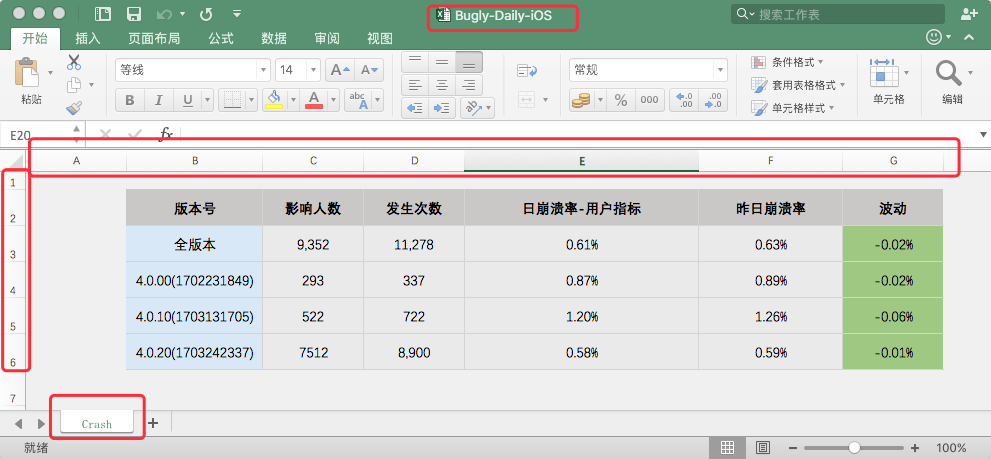 Bugly-Daily-iOS
搜索工作表
开始 插入 页面布局 公式 数据 审阅 视图
粘贴
等线 14 A A
B I U A abc A
常规
% 000 .0 .00 .00 .0
条件格式
套用表格格式
单元格样式
单元格
编辑
E20 fx
A B C D E F G
1
2 版本号 影响人数 发生次数 日崩溃率-用户指标 昨日崩溃率 波动
3 全版本 9,352 11,278 0.61% 0.63% -0.02%
4 4.0.00(1702231849) 293 337 0.87% 0.89% -0.02%
5 4.0.10(1703131705) 522 722 1.20% 1.26% -0.06%
6 4.0.20(1703242337) 7512 8,900 0.58% 0.59% -0.01%
7
Crash +
就绪 100%